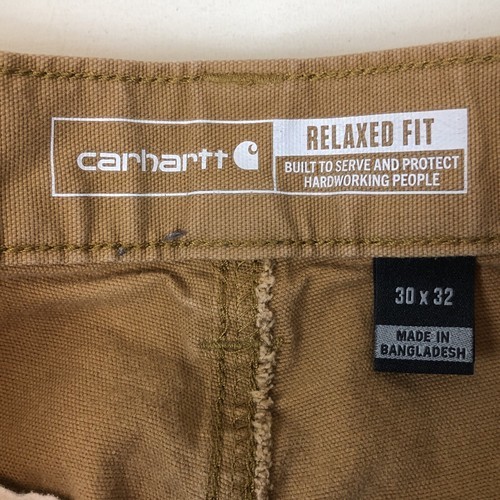 carhartt
RELAXED FIT
BUILT TO SERVE AND PROTECT
HARDWORKING PEOPLE
30 x 32
MADE IN
BANGLADESH